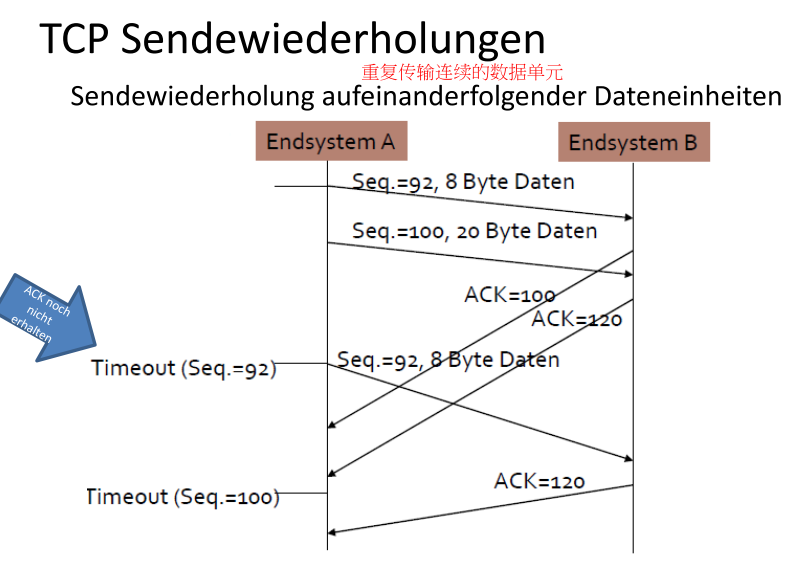 TCP Sendewiederholungen
重复传输连续的数据单元
Sendewiederholung aufeinanderfolgender Dateneinheiten
Endsystem A
Endsystem B
Seq.=92, 8 Byte Daten
Seq.=100, 20 Byte Daten
ACK=100
ACK=120
ACK noch
nicht
erhalten
Timeout (Seq.=92)
Seq.=92, 8 Byte Daten
ACK=120
Timeout (Seq.=100)